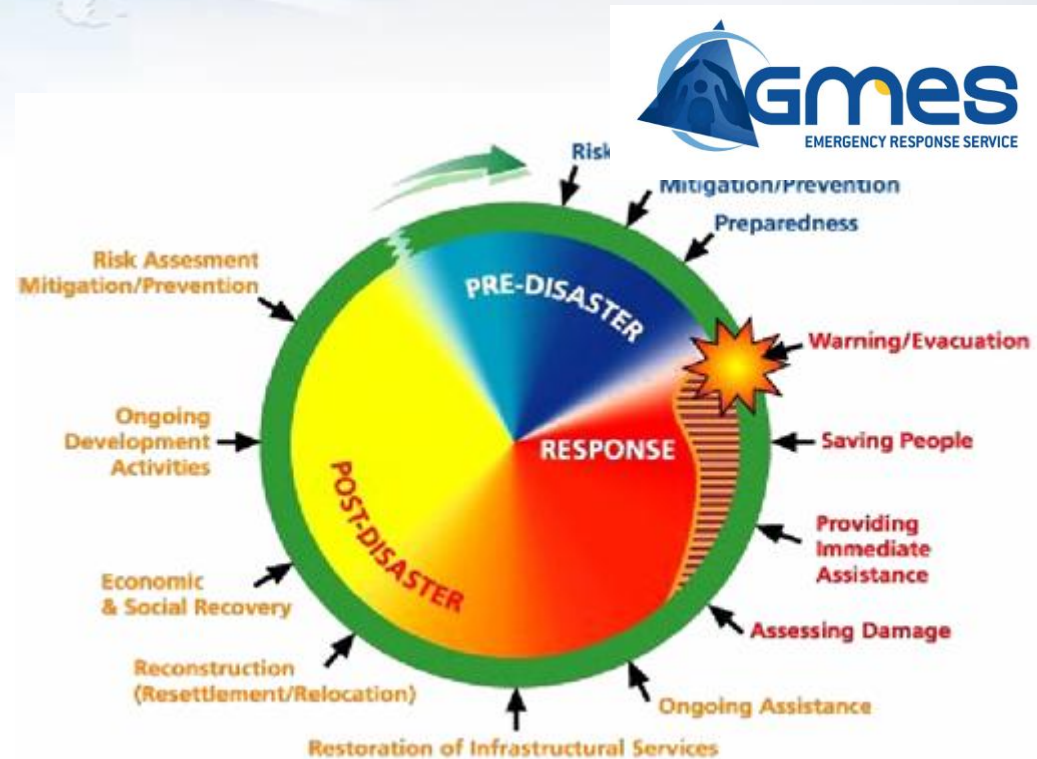 GMES
EMERGENCY RESPONSE SERVICE
Risk
Mitigation/Prevention
Preparedness
PRE-DISASTER
Warning/Evacuation
RESPONSE
Saving People
Providing
Immediate
Assistance
Assessing Damage
Ongoing Assistance
Restoration of Infrastructural Services
Reconstruction
(Resettlement/Relocation)
Economic
& Social Recovery
POST-DISASTER
Ongoing
Development
Activities
Risk Assesment
Mitigation/Prevention